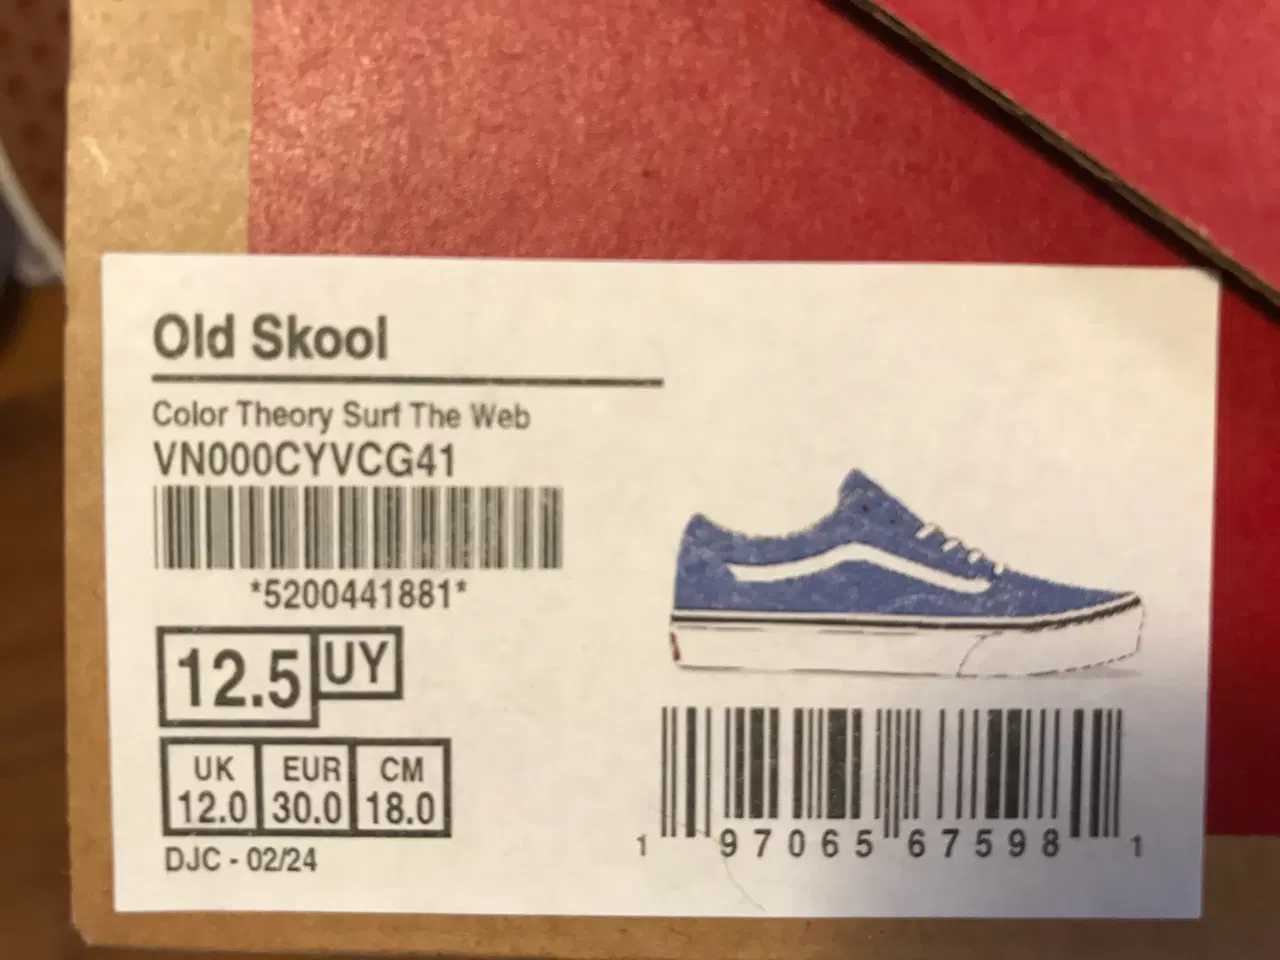 Old Skool
Color Theory Surf The Web
VN000CYVCG41
*5200441881*
12.5 UY
UK EUR CM
12.0 30.0 18.0
DJC - 02/24
1 97065 67598 1